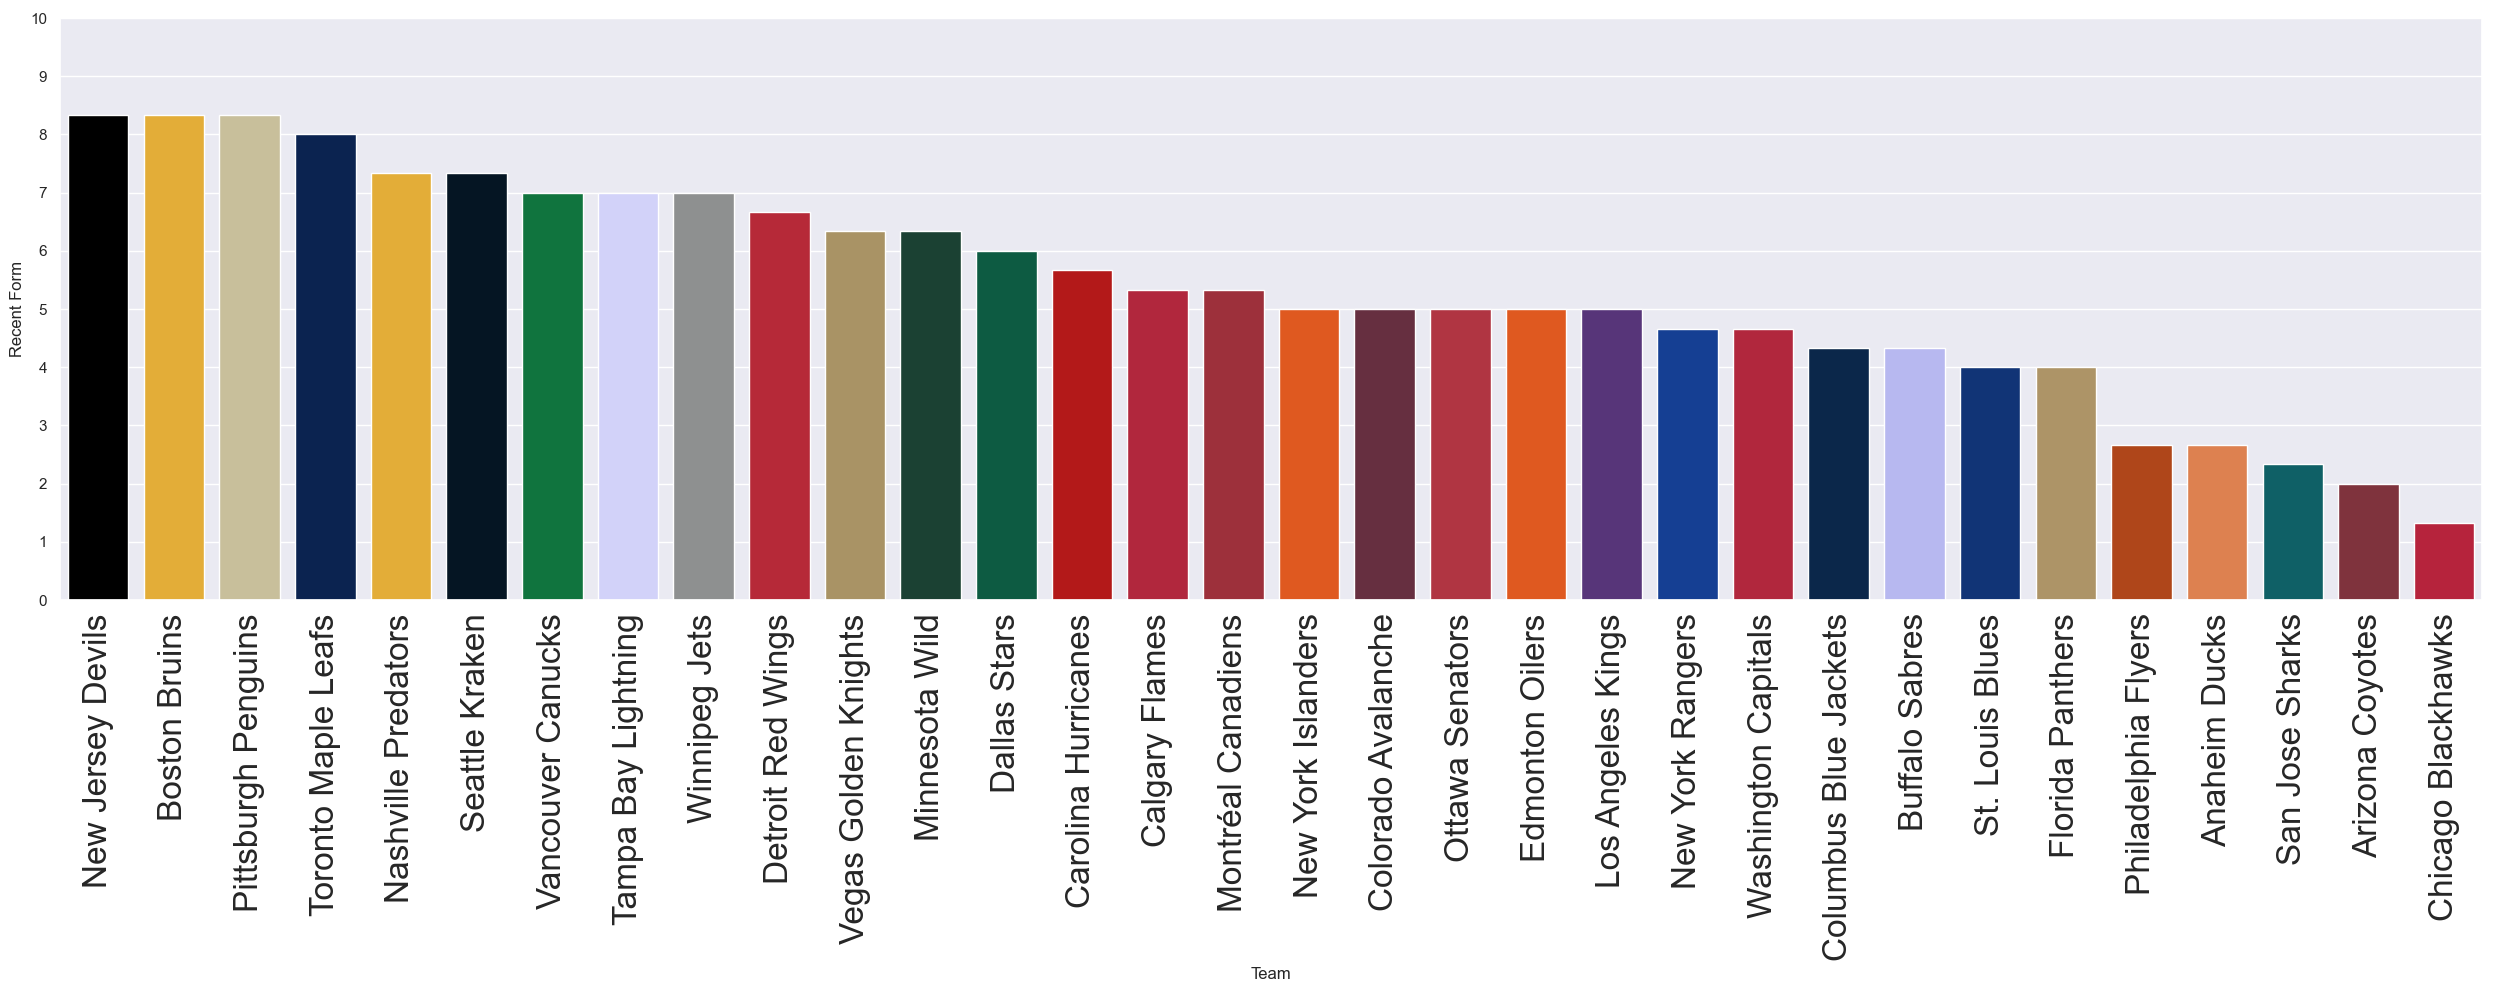 10
9
8
7
6
5
4
3
2
1
0
Recent Form
New Jersey Devils
Boston Bruins
Pittsburgh Penguins
Toronto Maple Leafs
Nashville Predators
Seattle Kraken
Vancouver Canucks
Tampa Bay Lightning
Winnipeg Jets
Detroit Red Wings
Vegas Golden Knights
Minnesota Wild
Dallas Stars
Carolina Hurricanes
Calgary Flames
Montréal Canadiens
New York Islanders
Colorado Avalanche
Ottawa Senators
Edmonton Oilers
Los Angeles Kings
New York Rangers
Washington Capitals
Columbus Blue Jackets
Buffalo Sabres
St. Louis Blues
Florida Panthers
Philadelphia Flyers
Anaheim Ducks
San Jose Sharks
Arizona Coyotes
Chicago Blackhawks
Team